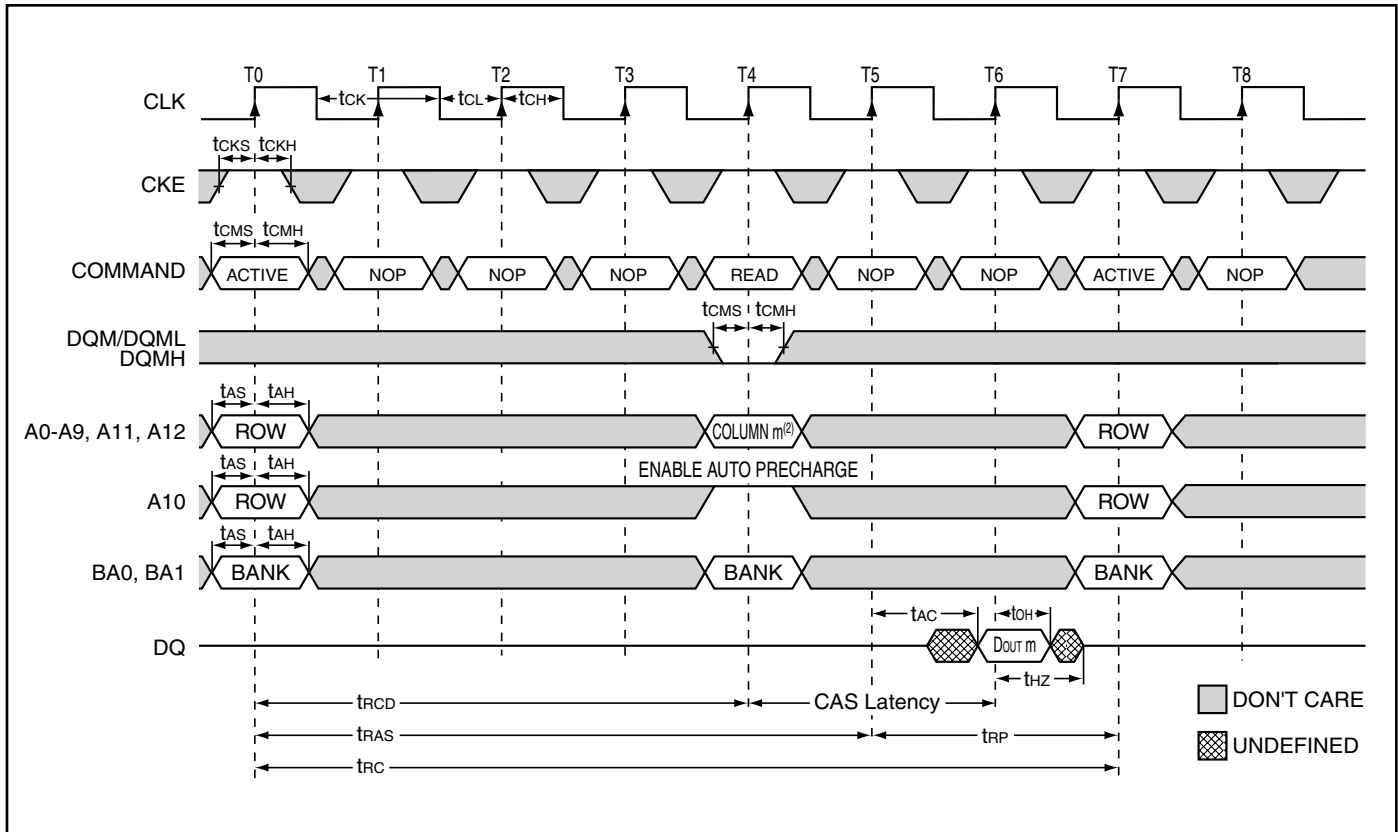 T0 T1 T2 T3 T4 T5 T6 T7 T8
CLK tCK tCL tCH
tCKS tCKH
CKE
tCMS tCMH
COMMAND ACTIVE NOP NOP NOP READ NOP NOP ACTIVE NOP
tCMS tCMH
DQM/DQML
DQMH
tAS tAH
A0-A9, A11, A12 ROW COLUMN m(2) ROW
tAS tAH ENABLE AUTO PRECHARGE
A10 ROW ROW
tAS tAH
BA0, BA1 BANK BANK BANK
tAC tOH
DQ DOUT m
tHZ
tRCD CAS Latency
DON'T CARE
tRAS tRP
UNDEFINED
tRC